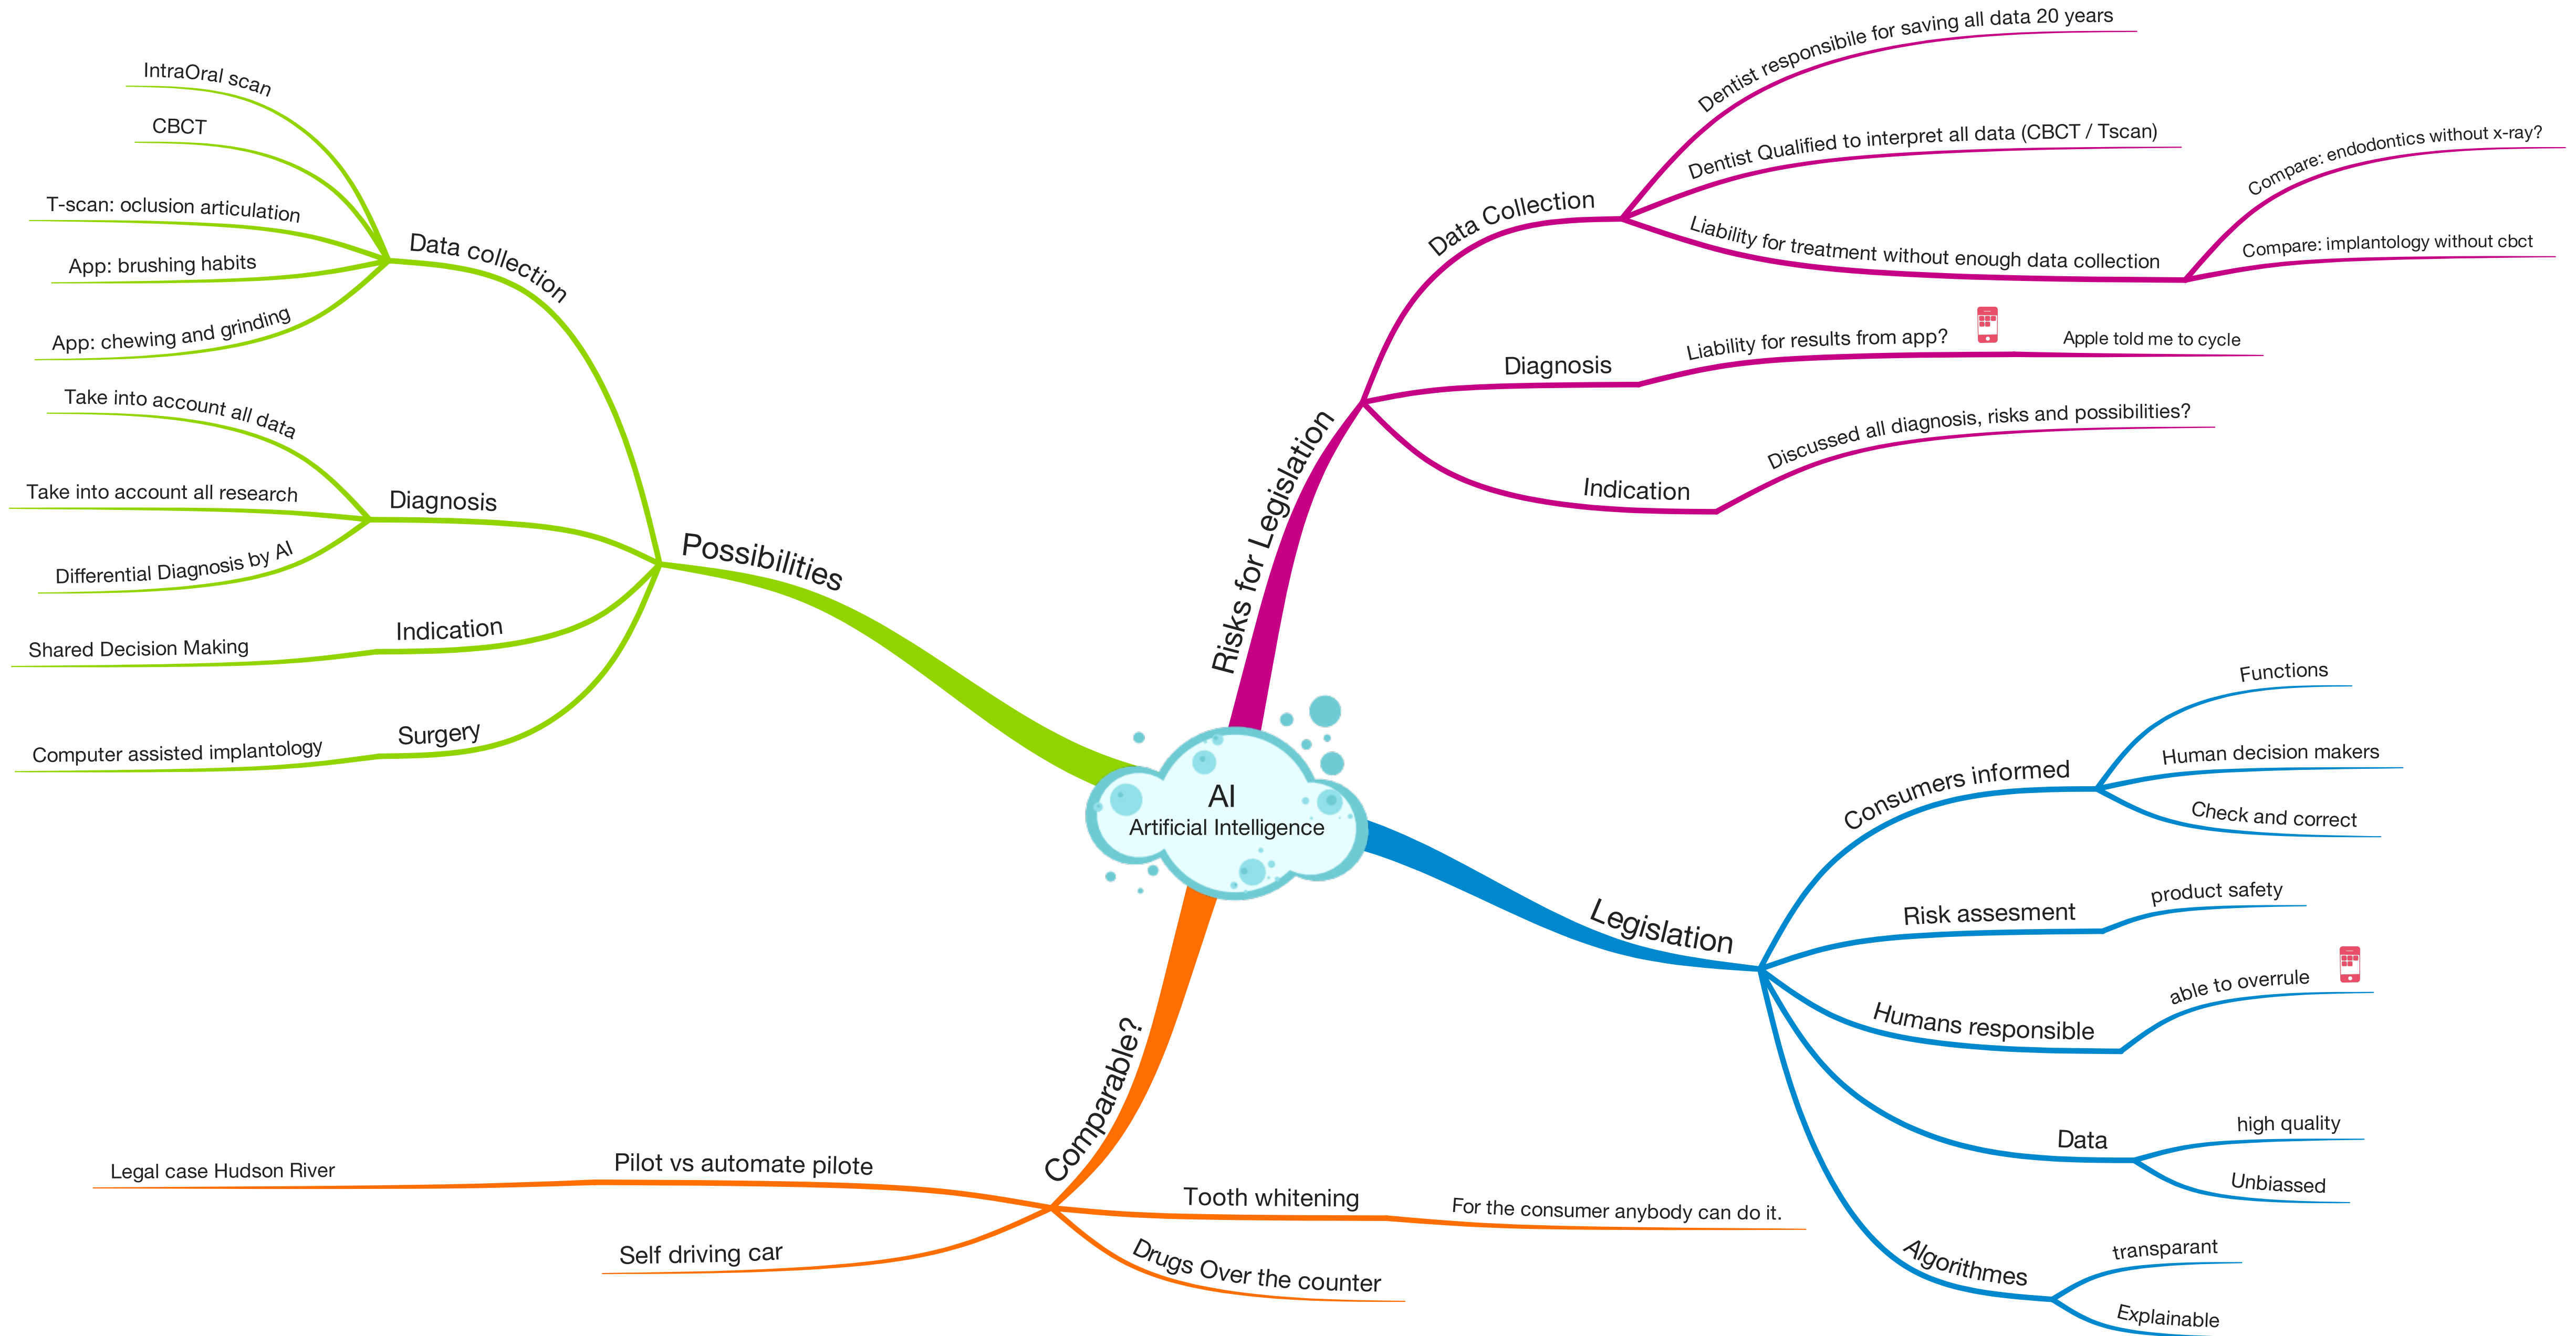 AI
Artificial Intelligence
Possibilities
Data collection
IntraOral scan
CBCT
T-scan: oclusion articulation
App: brushing habits
App: chewing and grinding
Diagnosis
Take into account all data
Take into account all research
Differential Diagnosis by AI
Indication
Shared Decision Making
Surgery
Computer assisted implantology
Risks for Legislation
Data Collection
Dentist responsibile for saving all data 20 years
Dentist Qualified to interpret all data (CBCT / Tscan)
Liability for treatment without enough data collection
Compare: endodontics without x-ray?
Compare: implantology without cbct
Diagnosis
Liability for results from app?
Apple told me to cycle
Indication
Discussed all diagnosis, risks and possibilities?
Legislation
Consumers informed
Functions
Human decision makers
Check and correct
Risk assesment
product safety
Humans responsible
able to overrule
Data
high quality
Unbiassed
Algorithmes
transparant
Explainable
Comparable?
Pilot vs automate pilote
Legal case Hudson River
Self driving car
Tooth whitening
For the consumer anybody can do it.
Drugs Over the counter